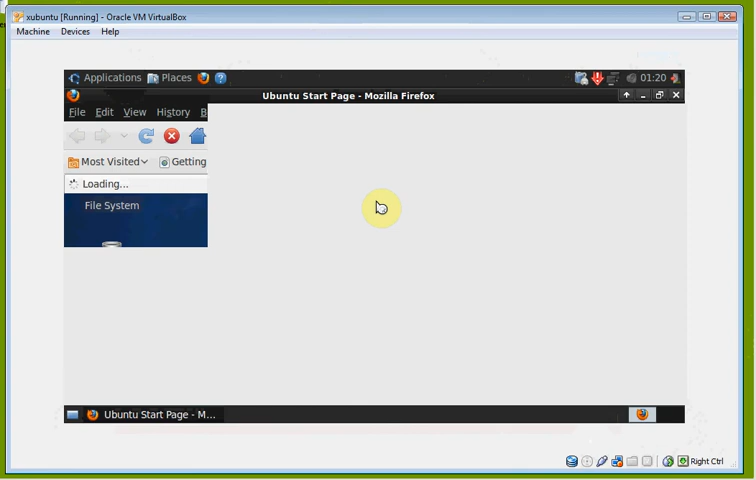 xubuntu [Running] - Oracle VM VirtualBox
Machine Devices Help
Applications Places 01:20
Ubuntu Start Page - Mozilla Firefox
File Edit View History B
Most Visited Getting
Loading...
File System
Ubuntu Start Page - M...
Right Ctrl